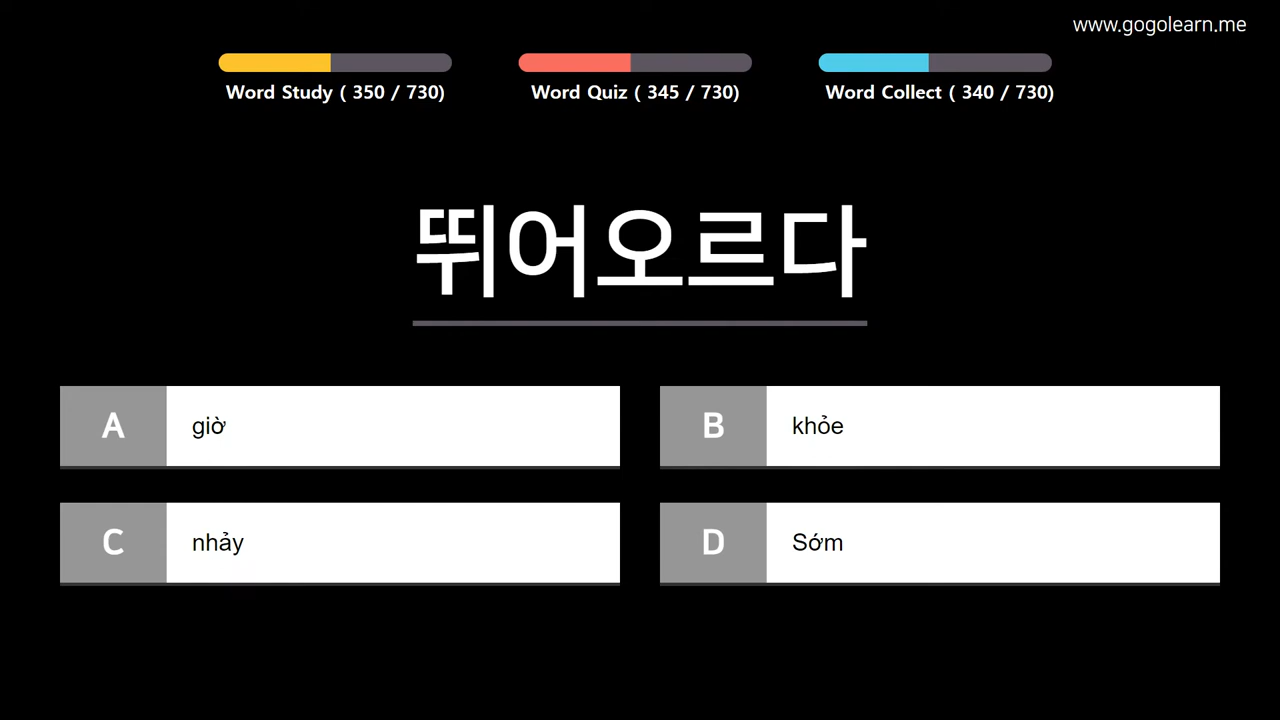 www.gogolearn.me
Word Study ( 350 / 730)
Word Quiz ( 345 / 730)
Word Collect ( 340 / 730)
뛰어오르다
A giờ
B khỏe
C nhảy
D Sớm